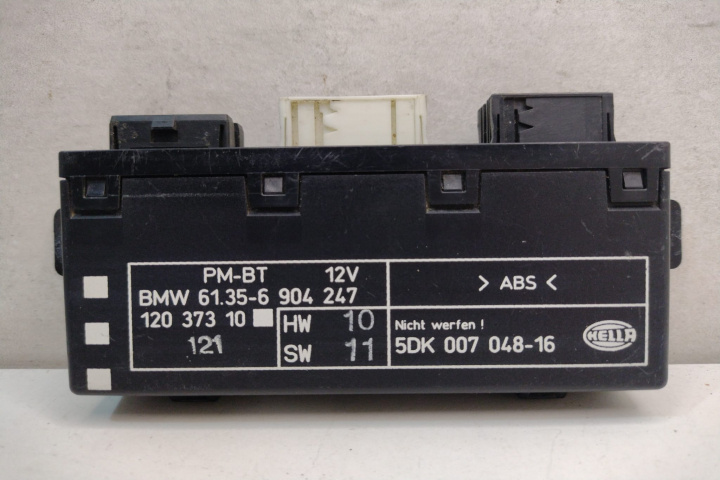 PM-BT 12V
BMW 61.35-6 904 247
120 373 10
121
HW 10
SW 11
> ABS <
Nicht werfen !
5DK 007 048-16
HELLA